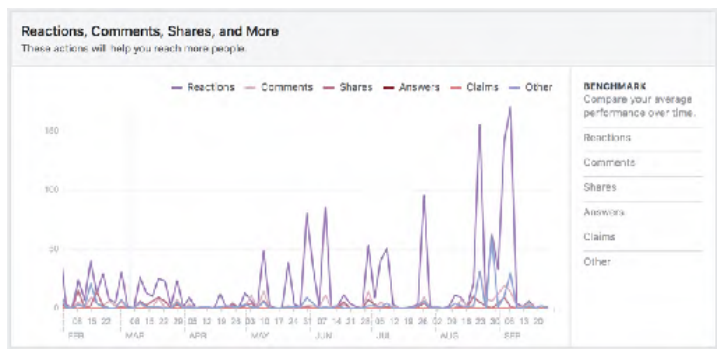 Reactions, Comments, Shares, and More
These actions will help you reach more people.
Reactions Comments Shares Answers Claims Other
BENCHMARK
Compare your average
performance over time.
Reactions
Comments
Shares
Answers
Claims
Other
150
100
50
0
08 15 22 08 15 22 29 05 12 19 26 03 10 17 24 31 07 14 21 28 05 12 19 26 02 09 16 23 30 06 13 20
FEB MAR APR MAY JUN JUL AUG SEP